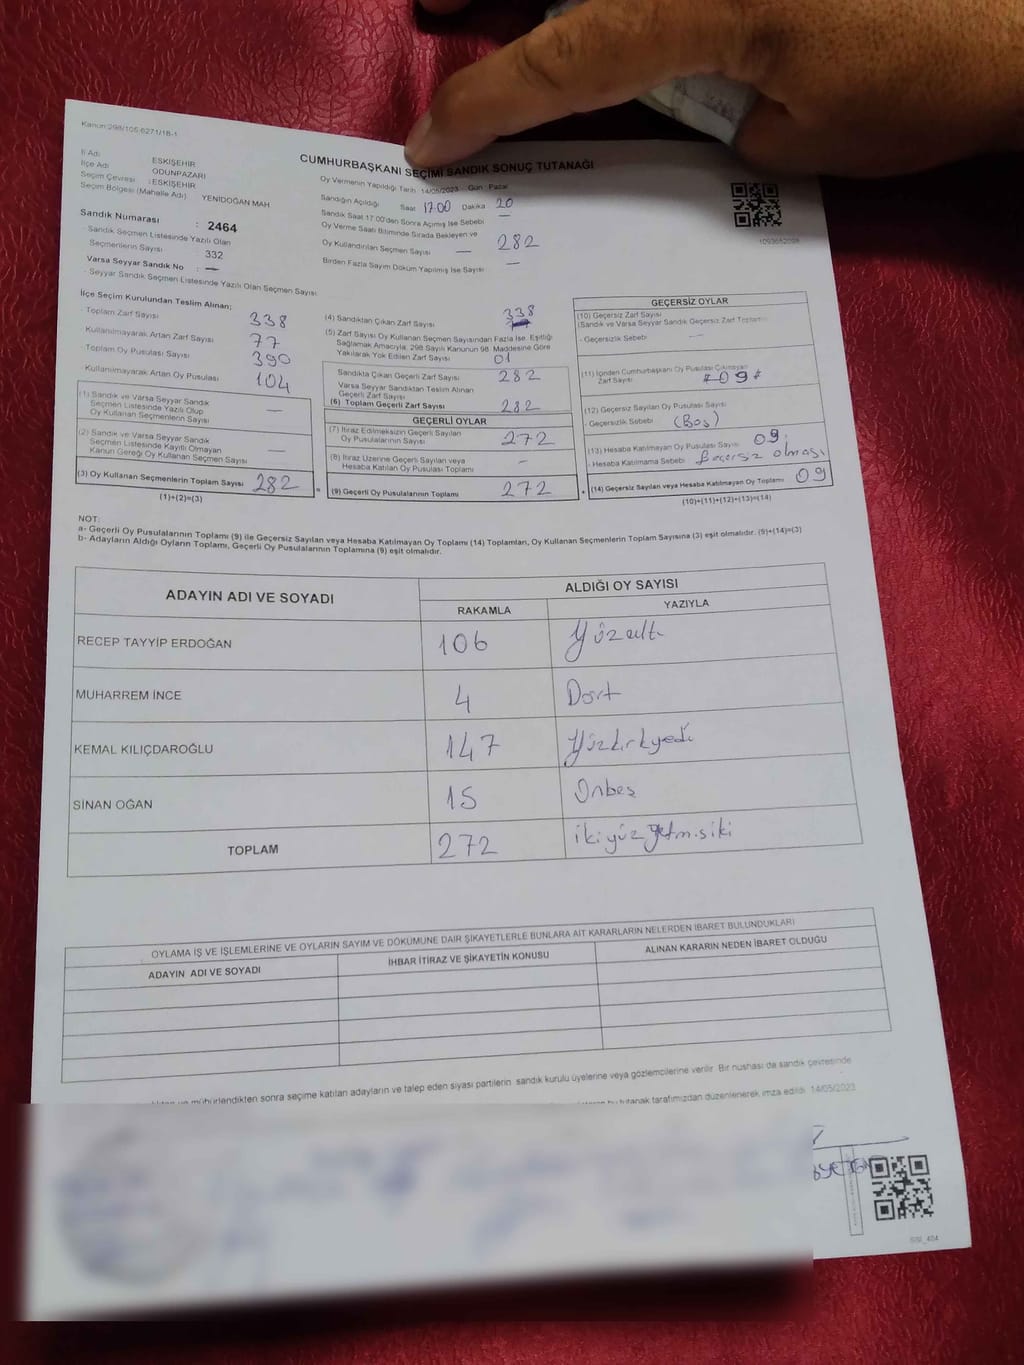 Kanun:298/105 6271/18-1
CUMHURBAŞKANI SEÇİMİ SANDIK SONUÇ TUTANAĞI
İl Adı : ESKİŞEHİR
İlçe Adı : ODUNPAZARI
Seçim Çevresi : ESKİŞEHİR
Seçim Bölgesi (Mahalle Adı) YENİDOĞAN MAH
Sandık Numarası : 2464
- Sandık Seçmen Listesinde Yazılı Olan
Seçmenlerin Sayısı : 332
Varsa Seyyar Sandık No : —
- Seyyar Sandık Seçmen Listesinde Yazılı Olan Seçmen Sayısı
Oy Vermenin Yapıldığı Tarih : 14/05/2023 Gün : Pazar
Sandığın Açıldığı Saat 17:00 Dakika 20
Sandık Saat 17:00'den Sonra Açılmış İse Sebebi —
Oy Verme Saati Bitiminde Sırada Bekleyen ve
Oy Kullandırılan Seçmen Sayısı — 282
Birden Fazla Sayım Döküm Yapılmış İse Sayısı —
1093652098
İlçe Seçim Kurulundan Teslim Alınan;
Toplam Zarf Sayısı 338
Kullanılmayarak Artan Zarf Sayısı 77
Toplam Oy Pusulası Sayısı 390
Kullanılmayarak Artan Oy Pusulası 104
(1) Sandık ve Varsa Seyyar Sandık
Seçmen Listesinde Yazılı Olup
Oy Kullanan Seçmenlerin Sayısı —
(2) Sandık ve Varsa Seyyar Sandık
Seçmen Listesinde Kayıtlı Olmayan
Kanun Gereği Oy Kullanan Seçmen Sayısı —
(3) Oy Kullanan Seçmenlerin Toplam Sayısı 282
(1)+(2)=(3)
(4) Sandıktan Çıkan Zarf Sayısı 338
(5) Zarf Sayısı Oy Kullanan Seçmen Sayısından Fazla İse, Eşitliği
Sağlamak Amacıyla, 298 Sayılı Kanunun 98. Maddesine Göre
Yakılarak Yok Edilen Zarf Sayısı 01
Sandıkta Çıkan Geçerli Zarf Sayısı 282
Varsa Seyyar Sandıktan Teslim Alınan
Geçerli Zarf Sayısı
(6) Toplam Geçerli Zarf Sayısı 282
GEÇERLİ OYLAR
(7) İtiraz Edilmeksizin Geçerli Sayılan
Oy Pusulalarının Sayısı 272
(8) İtiraz Üzerine Geçerli Sayılan veya
Hesaba Katılan Oy Pusulası Toplamı -
(9) Geçerli Oy Pusulalarının Toplamı 272
GEÇERSİZ OYLAR
(10) Geçersiz Zarf Sayısı
(Sandık ve Varsa Seyyar Sandık Geçersiz Zarf Toplamı)
- Geçersizlik Sebebi —
(11) İçinden Cumhurbaşkanı Oy Pusulası Çıkmayan
Zarf Sayısı 09
(12) Geçersiz Sayılan Oy Pusulası Sayısı
- Geçersizlik Sebebi (Boş)
(13) Hesaba Katılmayan Oy Pusulası Sayısı 09
- Hesaba Katılmama Sebebi Geçersiz olması
(14) Geçersiz Sayılan veya Hesaba Katılmayan Oy Toplamı 09
(10)+(11)+(12)+(13)=(14)
NOT:
a- Geçerli Oy Pusulalarının Toplamı (9) ile Geçersiz Sayılan veya Hesaba Katılmayan Oy Toplamı (14) Toplamları, Oy Kullanan Seçmenlerin Toplam Sayısına (3) eşit olmalıdır. (9)+(14)=(3)
b- Adayların Aldığı Oyların Toplamı, Geçerli Oy Pusulalarının Toplamına (9) eşit olmalıdır.
ADAYIN ADI VE SOYADI ALDIĞI OY SAYISI
RAKAMLA YAZIYLA
RECEP TAYYİP ERDOĞAN 106 Yüzaltı
MUHARREM İNCE 4 Dört
KEMAL KILIÇDAROĞLU 147 Yüzkırkyedi
SİNAN OĞAN 15 Onbeş
TOPLAM 272 ikiyüzyetmişiki
OYLAMA İŞ VE İŞLEMLERİNE VE OYLARIN SAYIM VE DÖKÜMÜNE DAİR ŞİKAYETLERLE BUNLARA AİT KARARLARIN NELERDEN İBARET BULUNDUKLARI
ADAYIN ADI VE SOYADI İHBAR İTİRAZ VE ŞİKAYETİN KONUSU ALINAN KARARIN NEDEN İBARET OLDUĞU
mühürlendikten sonra seçime katılan adayların ve talep eden siyasi partilerin sandık kurulu üyelerine veya gözlemcilerine verilir. Bir nushası da sandık çevresinde
bu tutanak tarafımızdan düzenlenerek imza edildi. 14/05/2023